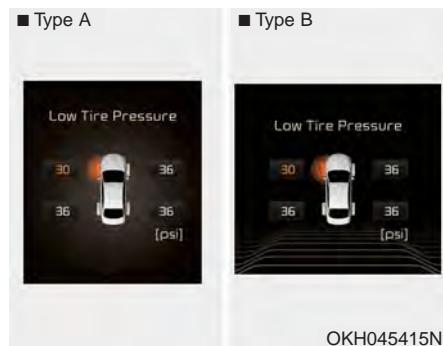 ■ Type A
Low Tire Pressure
30 36
36 36
[psi]
■ Type B
Low Tire Pressure
30 36
36 36
[psi]
OKH045415N